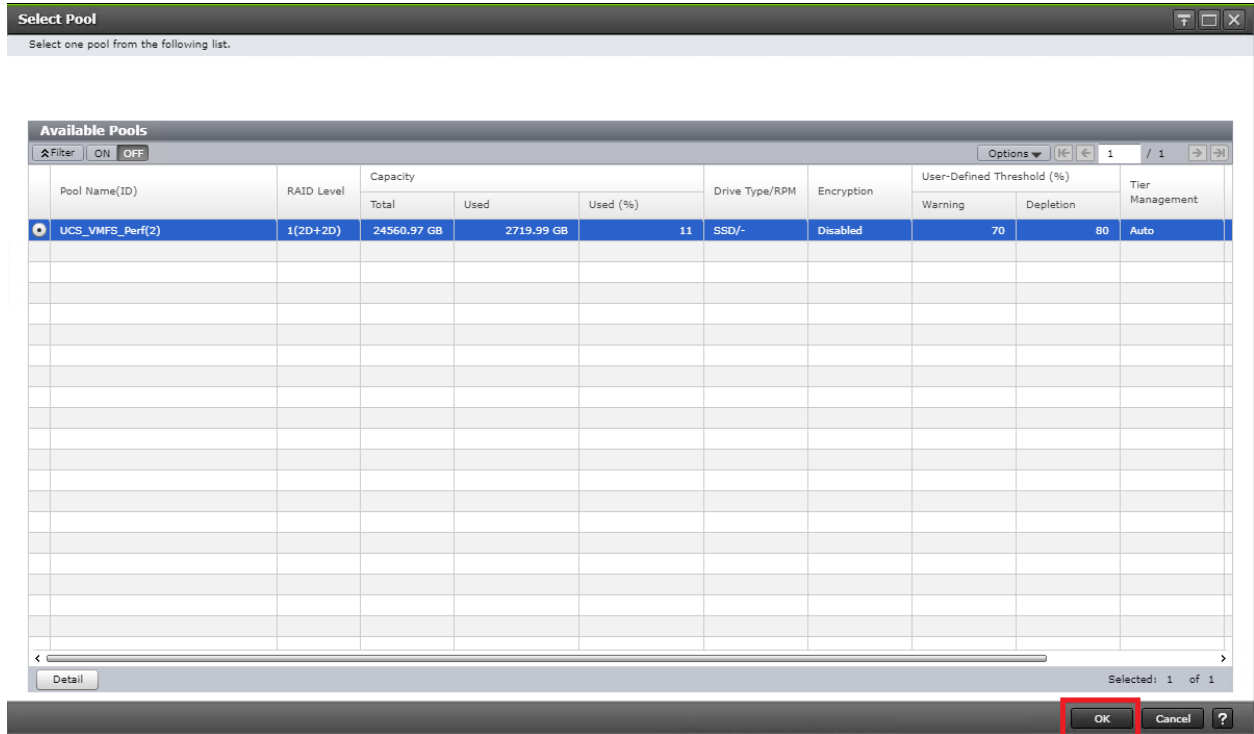 Select Pool
Select one pool from the following list.
Available Pools
Filter ON OFF Options 1 / 1
Pool Name(ID) RAID Level Capacity Drive Type/RPM Encryption User-Defined Threshold (%) Tier Management
Total Used Used (%) Warning Depletion
UCS_VMFS_Perf(2) 1(2D+2D) 24560.97 GB 2719.99 GB 11 SSD/- Disabled 70 80 Auto
Detail Selected: 1 of 1
OK Cancel ?